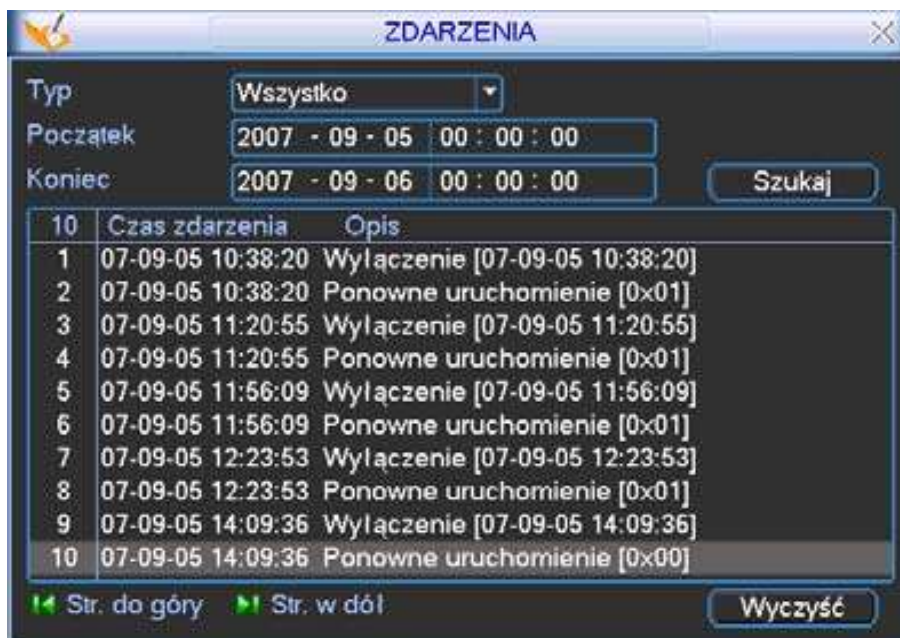 ZDARZENIA
Typ Wszystko
Początek 2007 - 09 - 05 00 : 00 : 00
Koniec 2007 - 09 - 06 00 : 00 : 00 Szukaj
10 Czas zdarzenia Opis
1 07-09-05 10:38:20 Wyłączenie [07-09-05 10:38:20]
2 07-09-05 10:38:20 Ponowne uruchomienie [0x01]
3 07-09-05 11:20:55 Wyłączenie [07-09-05 11:20:55]
4 07-09-05 11:20:55 Ponowne uruchomienie [0x01]
5 07-09-05 11:56:09 Wyłączenie [07-09-05 11:56:09]
6 07-09-05 11:56:09 Ponowne uruchomienie [0x01]
7 07-09-05 12:23:53 Wyłączenie [07-09-05 12:23:53]
8 07-09-05 12:23:53 Ponowne uruchomienie [0x01]
9 07-09-05 14:09:36 Wyłączenie [07-09-05 14:09:36]
10 07-09-05 14:09:36 Ponowne uruchomienie [0x00]
Str. do góry Str. w dół Wyczyść